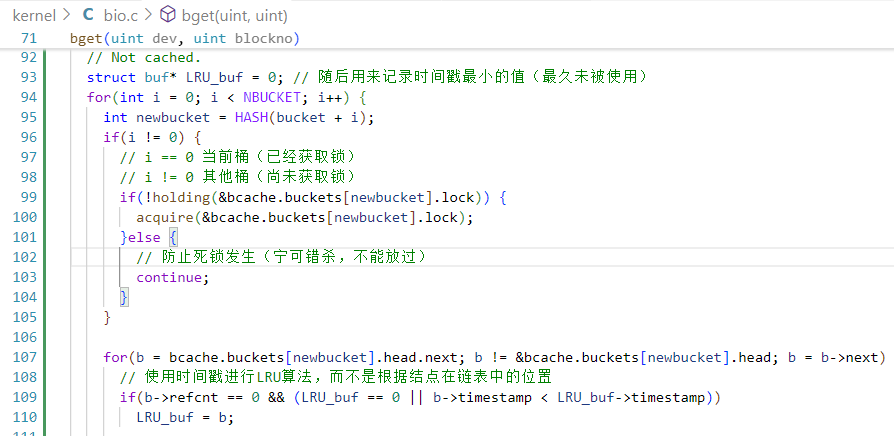 kernel > C bio.c > bget(uint, uint)
71 bget(uint dev, uint blockno)
92 // Not cached.
93 struct buf* LRU_buf = 0; // 随后用来记录时间戳最小的值（最久未被使用）
94 for(int i = 0; i < NBUCKET; i++) {
95 int newbucket = HASH(bucket + i);
96 if(i != 0) {
97 // i == 0 当前桶（已经获取锁）
98 // i != 0 其他桶（尚未获取锁）
99 if(!holding(&bcache.buckets[newbucket].lock)) {
100 acquire(&bcache.buckets[newbucket].lock);
101 }else {
102 // 防止死锁发生（宁可错杀，不能放过）
103 continue;
104 }
105 }
106
107 for(b = bcache.buckets[newbucket].head.next; b != &bcache.buckets[newbucket].head; b = b->next)
108 // 使用时间戳进行LRU算法，而不是根据结点在链表中的位置
109 if(b->refcnt == 0 && (LRU_buf == 0 || b->timestamp < LRU_buf->timestamp))
110 LRU_buf = b;